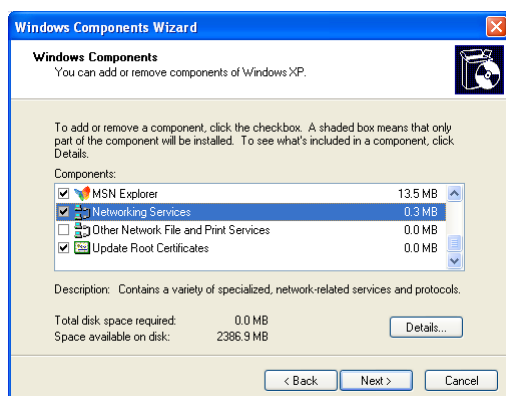 Windows Components Wizard
Windows Components
You can add or remove components of Windows XP.
To add or remove a component, click the checkbox. A shaded box means that only
part of the component will be installed. To see what's included in a component, click
Details.
Components:
MSN Explorer 13.5 MB
Networking Services 0.3 MB
Other Network File and Print Services 0.0 MB
Update Root Certificates 0.0 MB
Description: Contains a variety of specialized, network-related services and protocols.
Total disk space required: 0.0 MB
Space available on disk: 2386.9 MB
Details...
< Back Next > Cancel